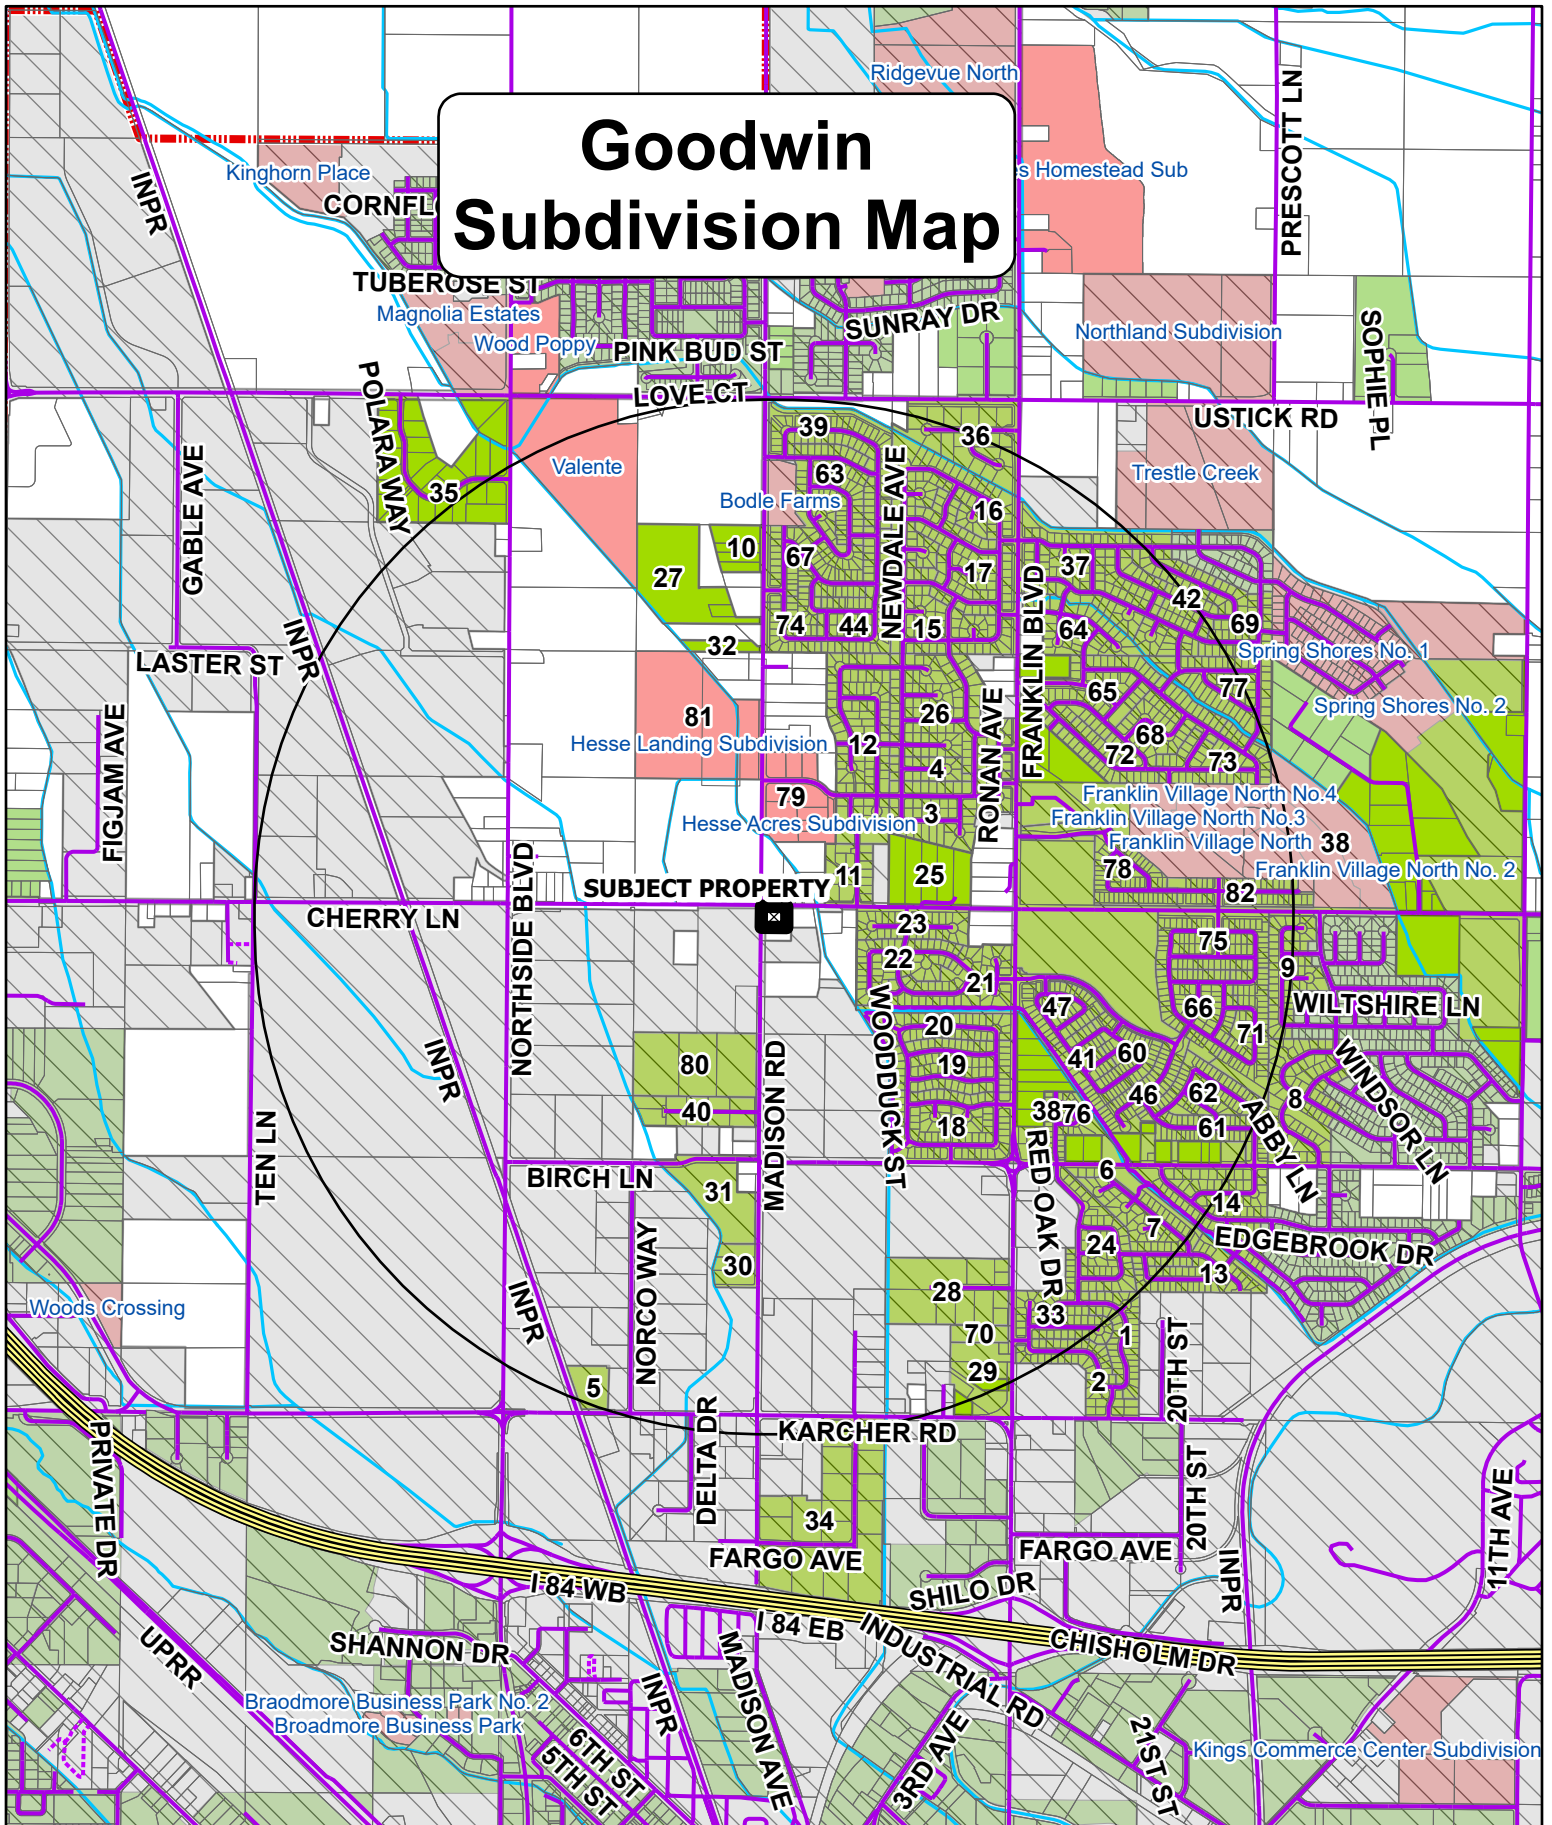 Ridgevue North
Goodwin
Subdivision Map
PRESCOTT LN
Kinghorn Place
s Homestead Sub
INPR
CORNFL
TUBEROSE ST
Magnolia Estates
SUNRAY DR
Northland Subdivision
Wood Poppy
PINK BUD ST
SOPHIE PL
POLARA WAY
LOVE CT
USTICK RD
39
36
GABLE AVE
Valente
63
NEWDALE AVE
Trestle Creek
35
Bodle Farms
16
10
67
37
27
17
FRANKLIN BLVD
42
INPR
74
44
15
64
69
32
LASTER ST
Spring Shores No. 1
65
77
FIGJAM AVE
81
26
RONAN AVE
Spring Shores No. 2
Hesse Landing Subdivision
12
68
72
73
4
79
Franklin Village North No.4
3
Hesse Acres Subdivision
Franklin Village North No.3
Franklin Village North
38
78
Franklin Village North No. 2
NORTHSIDE BLVD
11
25
SUBJECT PROPERTY
82
CHERRY LN
23
75
22
9
21
WOODDUCK ST
47
66
WILTSHIRE LN
20
71
INPR
80
19
41
60
WINDSOR LN
MADISON RD
46
62
8
40
38
76
ABBY LN
TEN LN
18
61
REDOAK DR
BIRCH LN
6
31
14
7
NORCO WAY
24
EDGEBROOK DR
30
13
28
Woods Crossing
INPR
33
70
1
20TH ST
29
5
2
DELTA DR
KARCHER RD
PRIVATE DR
20TH ST
11TH AVE
34
FARGO AVE
FARGO AVE
INPR
I 84 WB
SHILO DR
I 84 EB
INDUSTRIAL RD
CHISHOLM DR
UPRR
SHANNON DR
MADISON AVE
INPR
Braodmore Business Park No. 2
Broadmore Business Park
6TH ST
5TH ST
3RD AVE
21ST ST
Kings Commerce Center Subdivision